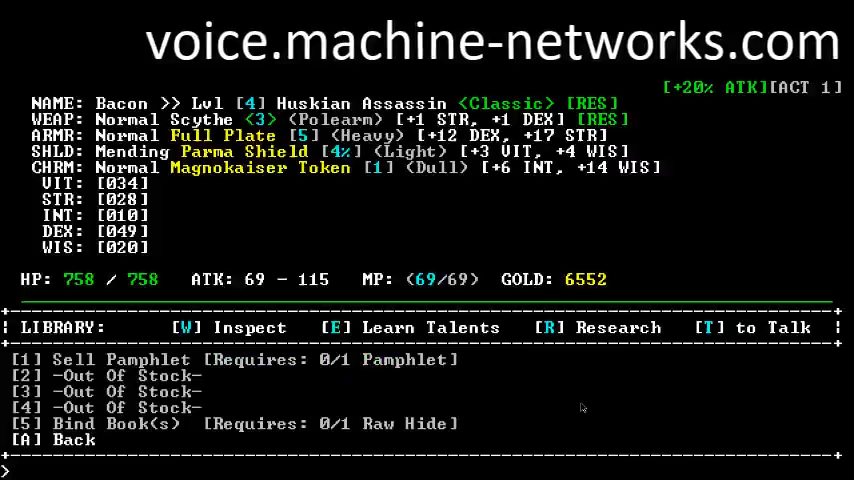 voice.machine-networks.com
[+20% ATK][ACT 1]
NAME: Bacon >> Lvl [4] Huskian Assassin <Classic> [RES]
WEAP: Normal Scythe <3> (Polearm) [+1 STR, +1 DEX] [RES]
ARMR: Normal Full Plate [5] (Heavy) [+12 DEX, +17 STR]
SHLD: Mending Parma Shield [4%] (Light) [+3 VIT, +4 WIS]
CHRM: Normal Magnokaiser Token [1] (Dull) [+6 INT, +14 WIS]
VIT: [034]
STR: [028]
INT: [010]
DEX: [049]
WIS: [020]
HP: 758 / 758 ATK: 69 - 115 MP: (69/69) GOLD: 6552
LIBRARY: [W] Inspect [E] Learn Talents [R] Research [T] to Talk
[1] Sell Pamphlet [Requires: 0/1 Pamphlet]
[2] -Out Of Stock-
[3] -Out Of Stock-
[4] -Out Of Stock-
[5] Bind Book(s) [Requires: 0/1 Raw Hide]
[A] Back
>